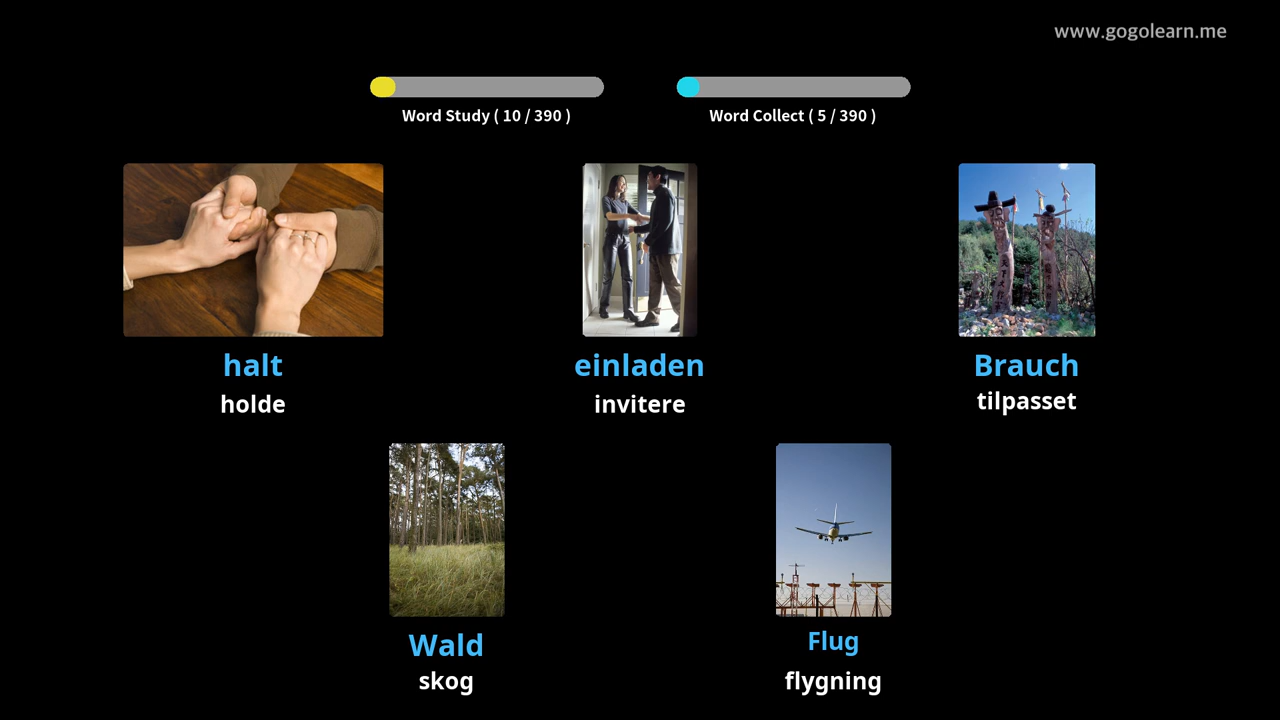 www.gogolearn.me
Word Study ( 10 / 390 )
Word Collect ( 5 / 390 )
halt
holde
einladen
invitere
Brauch
tilpasset
Wald
skog
Flug
flygning